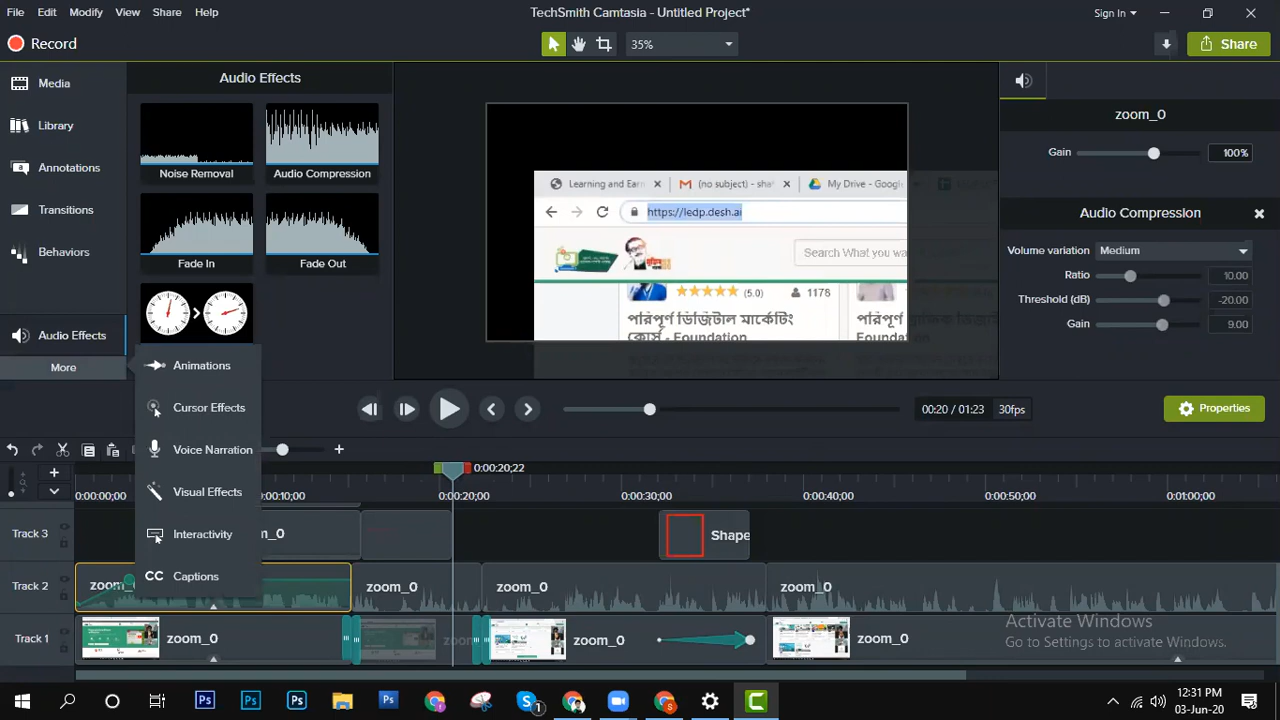 File Edit Modify View Share Help
TechSmith Camtasia - Untitled Project*
Sign In
Record
35%
Share
Media
Library
Annotations
Transitions
Behaviors
Audio Effects
More
Audio Effects
Noise Removal
Audio Compression
Fade In
Fade Out
Animations
Cursor Effects
Voice Narration
Visual Effects
Interactivity
CC Captions
Learning and Earn
(no subject) - sha
My Drive - Google
https://ledp.desh.ai
Search What you wa
(5.0)
1178
পরিপূর্ণ ডিজিটাল মার্কেটিং
কোর্স - Foundation
- Foundation
zoom_0
Gain 100%
Audio Compression
Volume variation Medium
Ratio 10.00
Threshold (dB) -20.00
Gain 9.00
00:20 / 01:23 30fps
Properties
0:00:20;22
0:00:00;00 0:00:10;00 0:00:20;00 0:00:30;00 0:00:40;00 0:00:50;00 0:01:00;00
Track 3
Shape
Track 2
zoom_0 zoom_0 zoom_0
Track 1
zoom_0 zoom_0 zoom_0
Activate Windows
Go to Settings to activate Windows.
12:31 PM
03-Jun-20